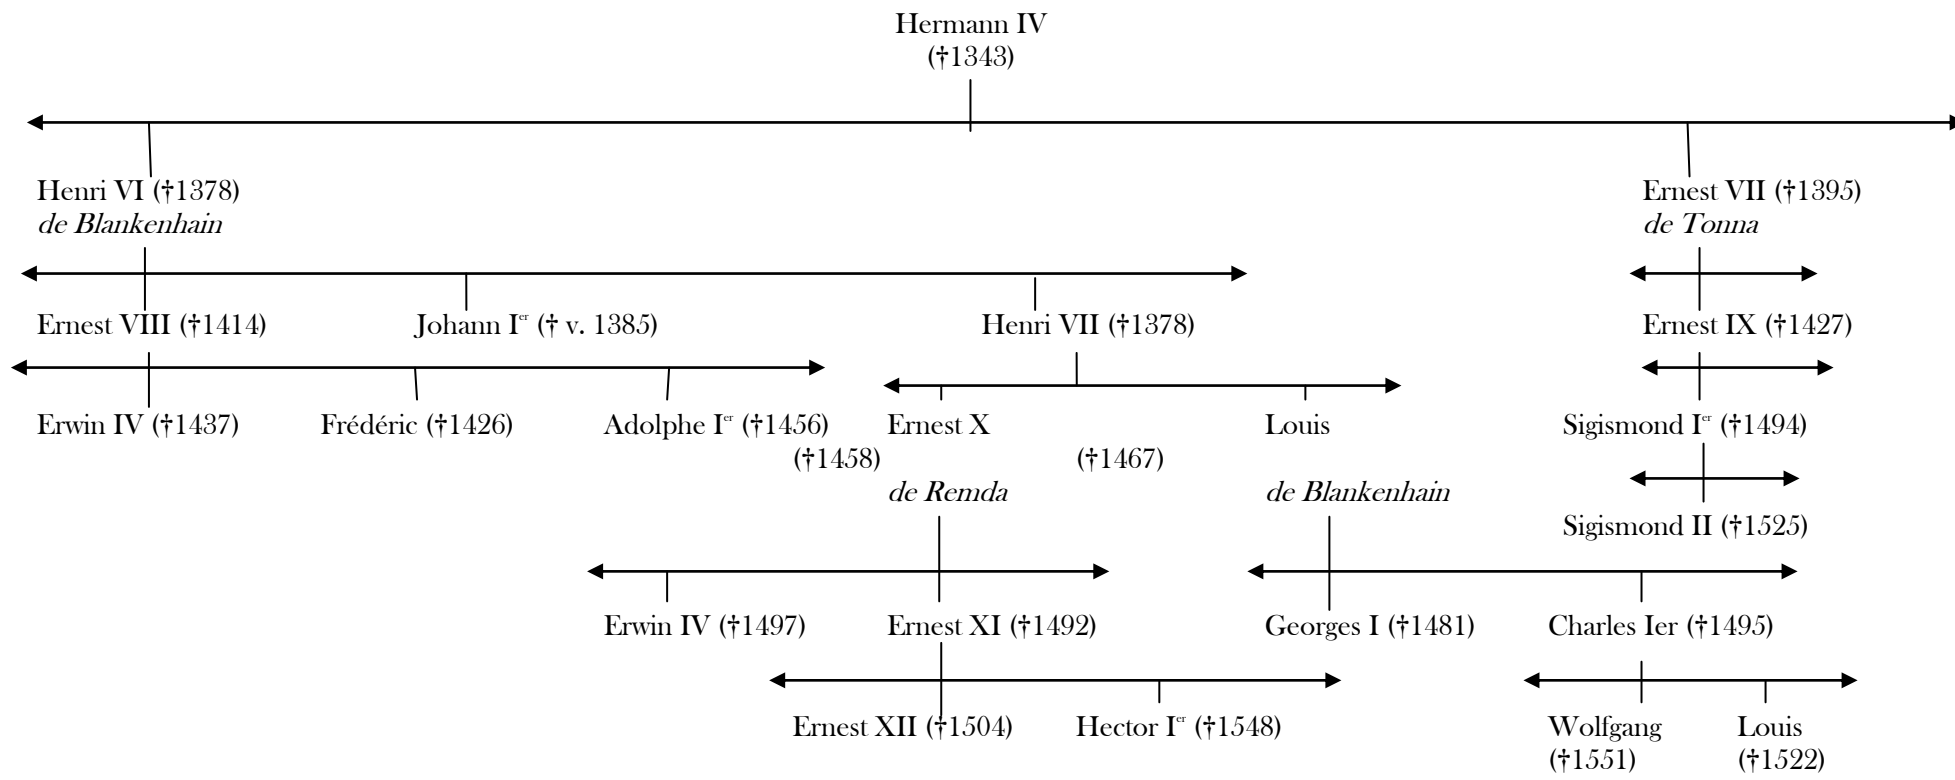 Hermann IV
(†1343)
Henri VI (†1378)
de Blankenhain
Ernest VII (†1395)
de Tonna
Ernest VIII (†1414)
Johann Ier († v. 1385)
Henri VII (†1378)
Ernest IX (†1427)
Erwin IV (†1437)
Frédéric (†1426)
Adolphe Ier (†1456)
Ernest X
Louis
Sigismond Ier (†1494)
(†1458)
(†1467)
de Remda
de Blankenhain
Sigismond II (†1525)
Erwin IV (†1497)
Ernest XI (†1492)
Georges I (†1481)
Charles Ier (†1495)
Ernest XII (†1504)
Hector Ier (†1548)
Wolfgang
(†1551)
Louis
(†1522)